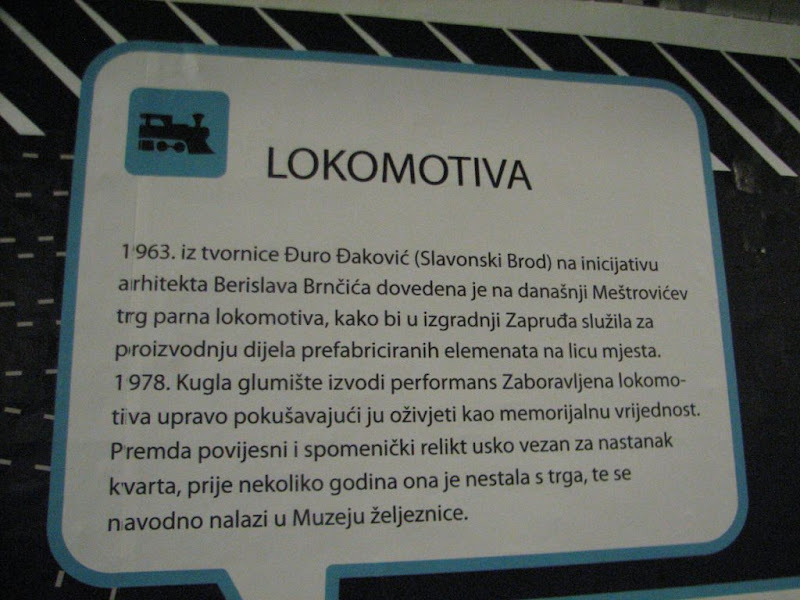 LOKOMOTIVA
1963. iz tvornice Đuro Đaković (Slavonski Brod) na inicijativu
arhitekta Berislava Brnčića dovedena je na današnji Meštrovićev
trg parna lokomotiva, kako bi u izgradnji Zapruđa služila za
proizvodnju dijela prefabriciranih elemenata na licu mjesta.
1978. Kugla glumište izvodi performans Zaboravljena lokomo-
tiva upravo pokušavajući ju oživjeti kao memorijalnu vrijednost.
Premda povijesni i spomenički relikt usko vezan za nastanak
kvarta, prije nekoliko godina ona je nestala s trga, te se
navodno nalazi u Muzeju željeznice.